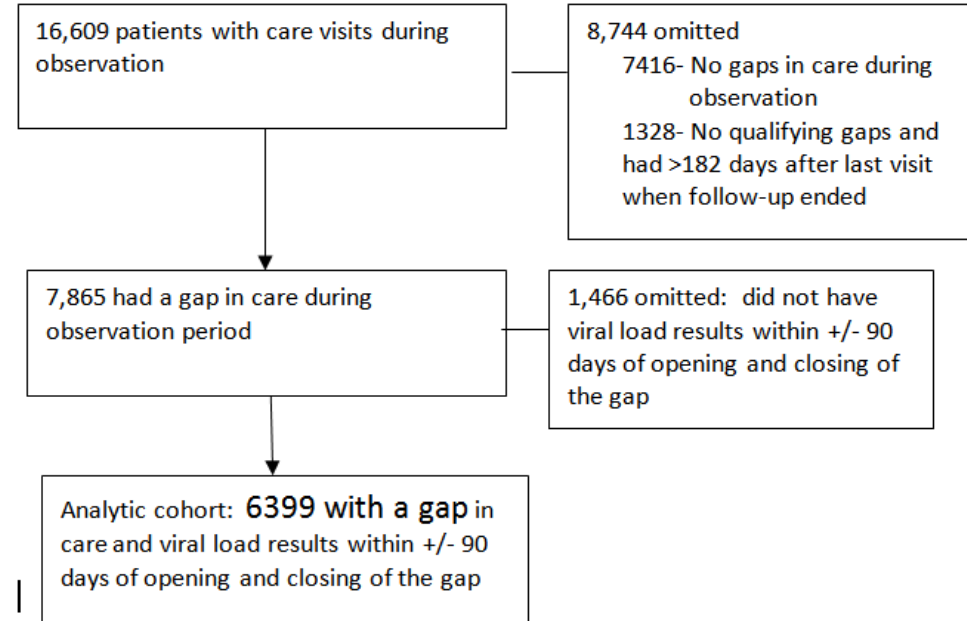 16,609 patients with care visits during
observation
8,744 omitted
7416- No gaps in care during
observation
1328- No qualifying gaps and
had >182 days after last visit
when follow-up ended
7,865 had a gap in care during
observation period
1,466 omitted:  did not have
viral load results within +/- 90
days of opening and closing of
the gap
Analytic cohort:  6399 with a gap in
care and viral load results within +/- 90
days of opening and closing of the gap